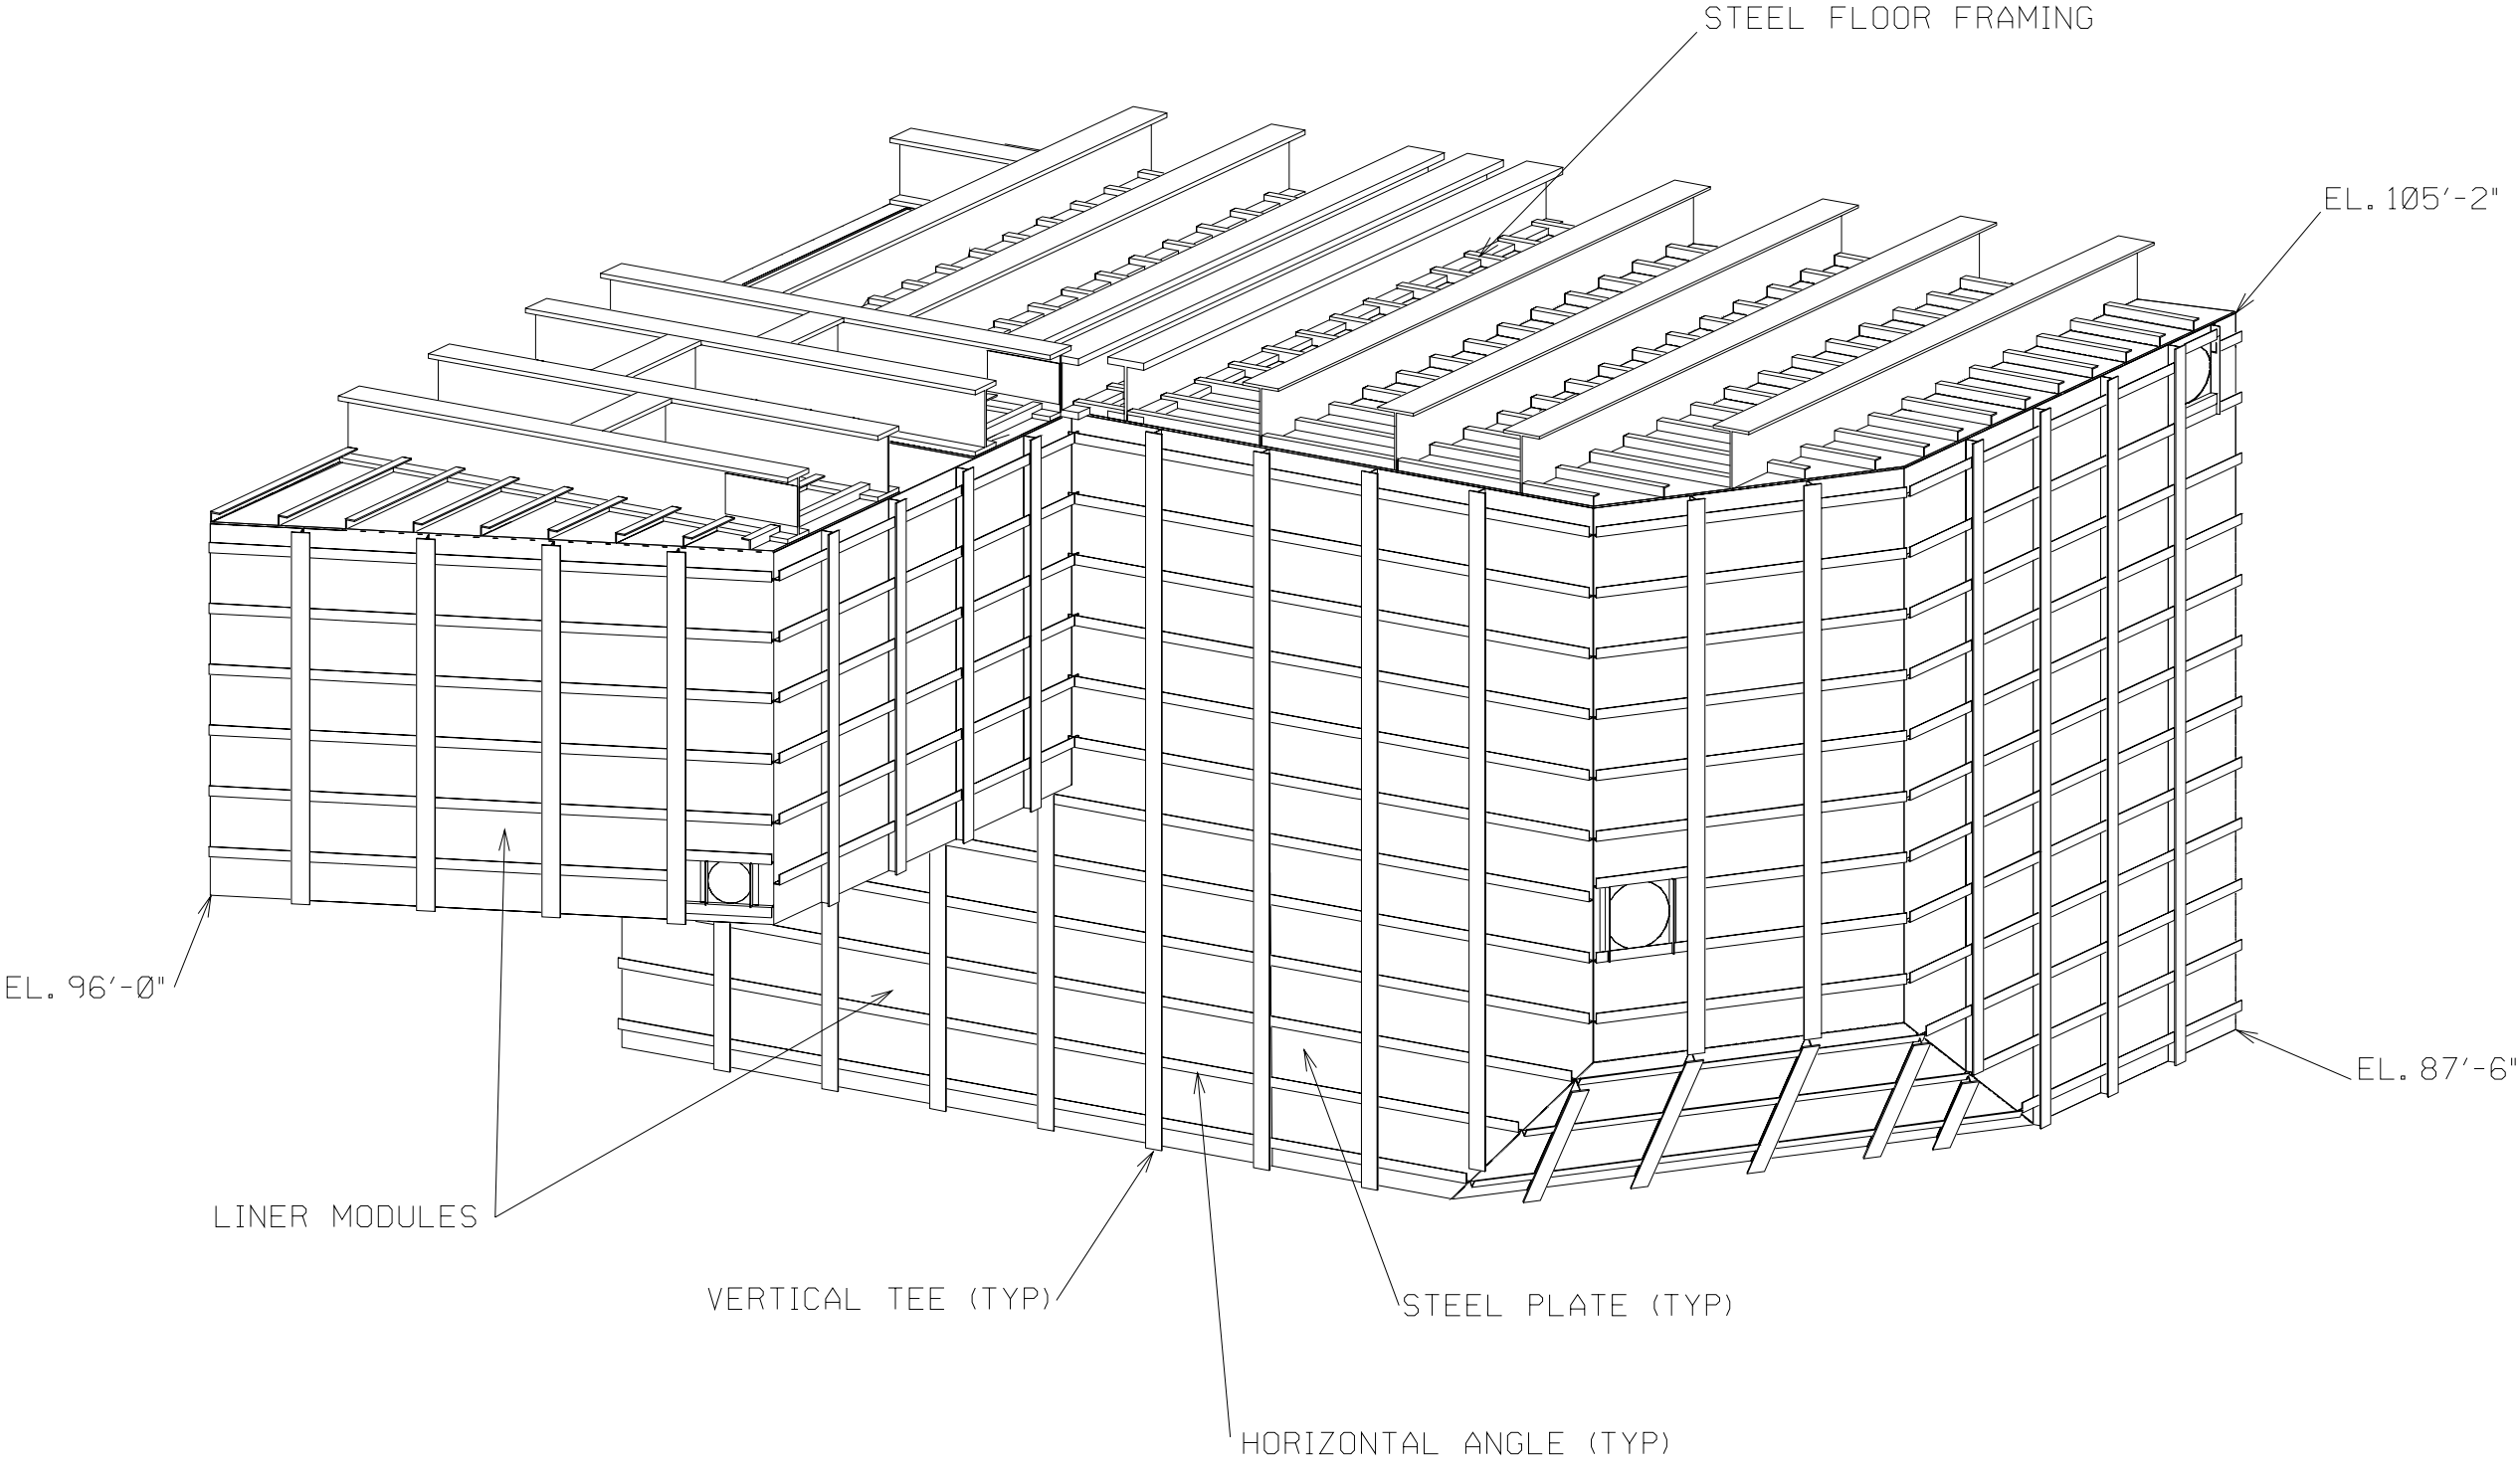 STEEL FLOOR FRAMING
EL. 105'-2"
EL. 96'-0"
EL. 87'-6"
LINER MODULES
VERTICAL TEE (TYP)
STEEL PLATE (TYP)
HORIZONTAL ANGLE (TYP)